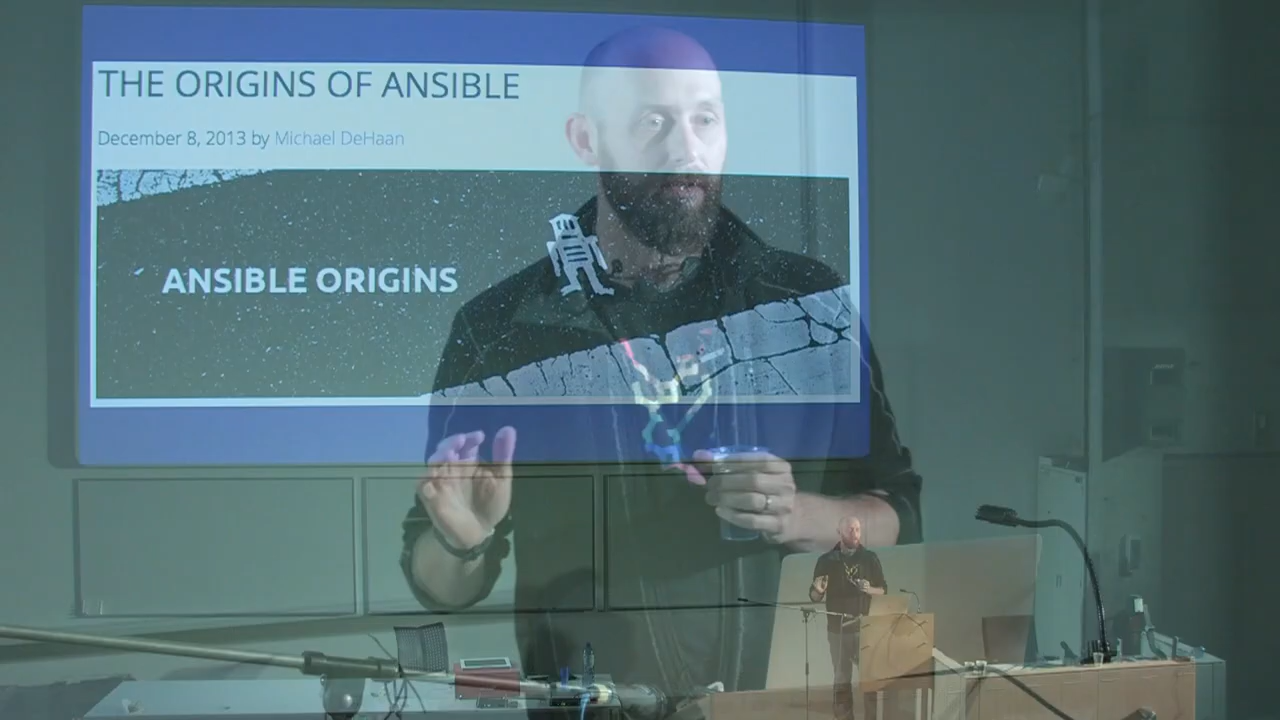 THE ORIGINS OF ANSIBLE
December 8, 2013 by Michael DeHaan
ANSIBLE ORIGINS